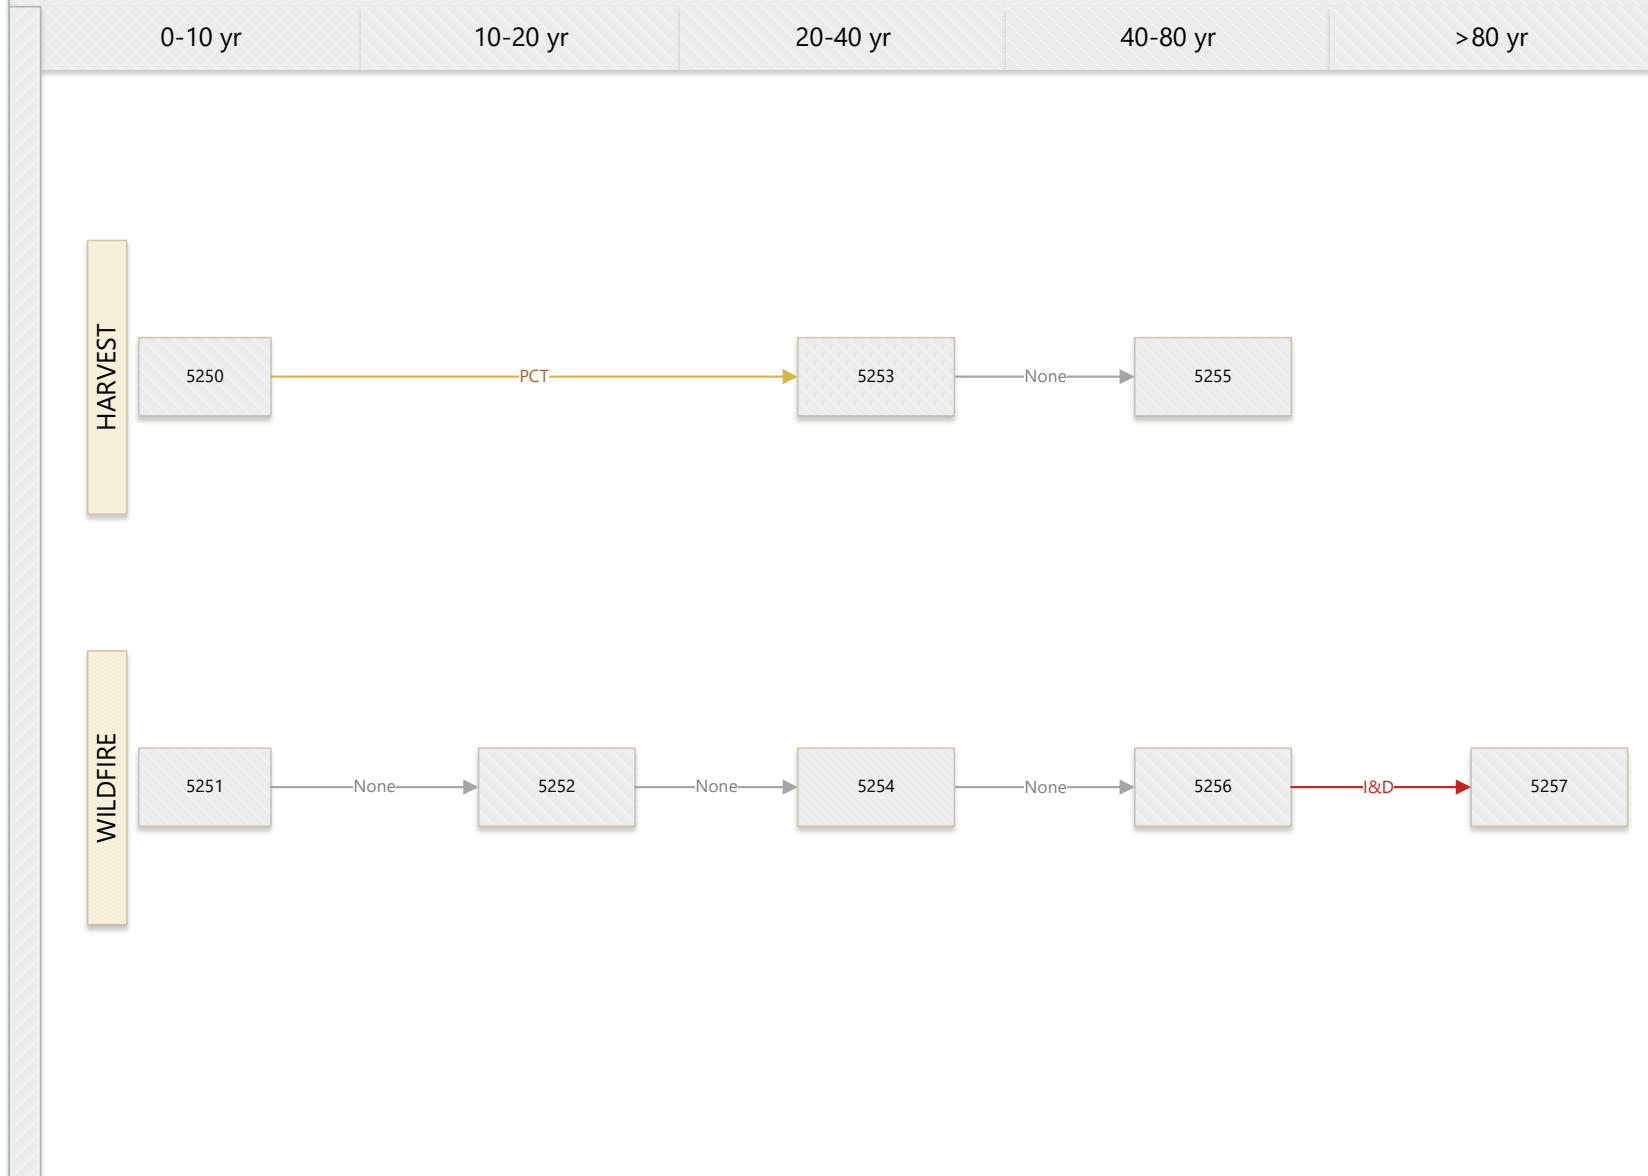 0-10 yr
10-20 yr
20-40 yr
40-80 yr
>80 yr
HARVEST
5250
PCT
5253
None
5255
WILDFIRE
5251
None
5252
None
5254
None
5256
I&D
5257